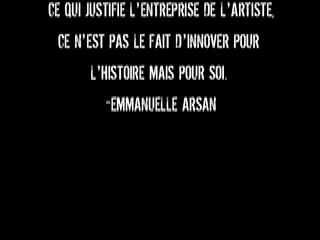 CE QUI JUSTIFIE L'ENTREPRISE DE L'ARTISTE,
CE N'EST PAS LE FAIT D'INNOVER POUR
L'HISTOIRE MAIS POUR SOI.
-EMMANUELLE ARSAN